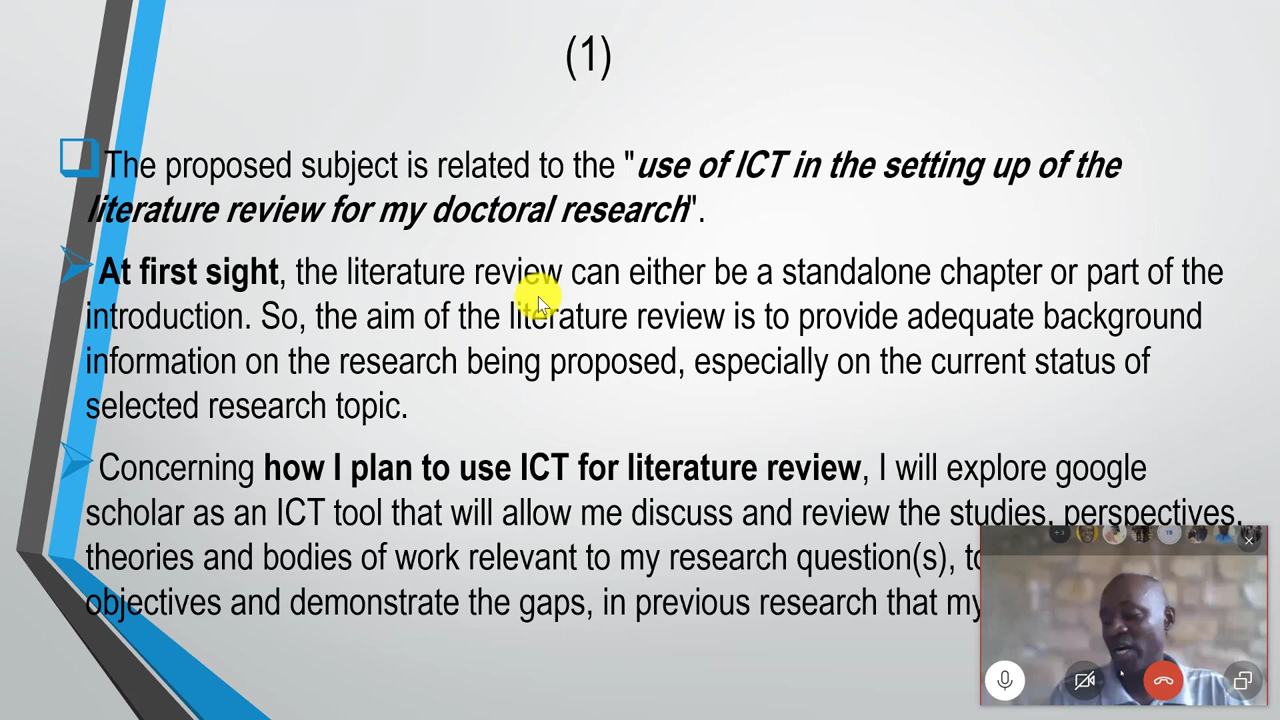 (1)
The proposed subject is related to the "use of ICT in the setting up of the
literature review for my doctoral research".
At first sight, the literature review can either be a standalone chapter or part of the
introduction. So, the aim of the literature review is to provide adequate background
information on the research being proposed, especially on the current status of
selected research topic.
Concerning how I plan to use ICT for literature review, I will explore google
scholar as an ICT tool that will allow me discuss and review the studies, perspectives,
theories and bodies of work relevant to my research question(s),
objectives and demonstrate the gaps, in previous research that my